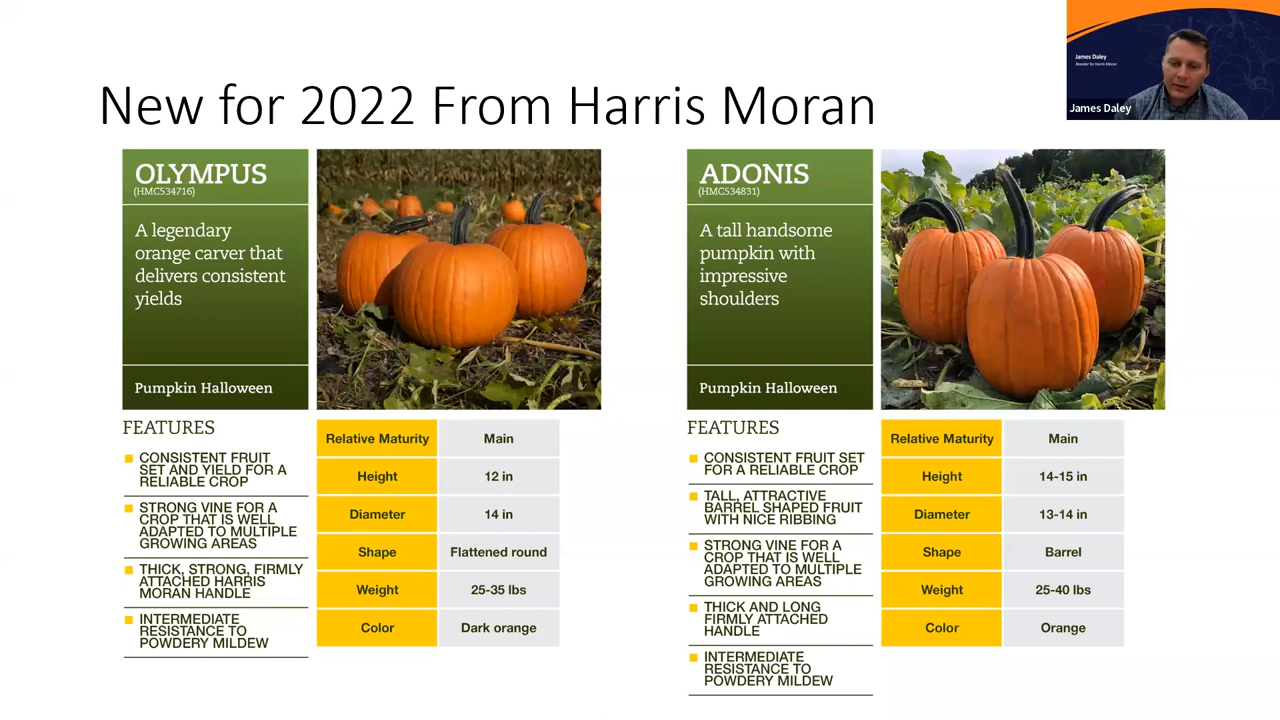 New for 2022 From Harris Moran
James Daley
Breeder for Harris Moran
James Daley
OLYMPUS
(HMC534716)
A legendary
orange carver that
delivers consistent
yields
Pumpkin Halloween
FEATURES
CONSISTENT FRUIT
SET AND YIELD FOR A
RELIABLE CROP
STRONG VINE FOR A
CROP THAT IS WELL
ADAPTED TO MULTIPLE
GROWING AREAS
THICK, STRONG, FIRMLY
ATTACHED HARRIS
MORAN HANDLE
INTERMEDIATE
RESISTANCE TO
POWDERY MILDEW
Relative Maturity Main
Height 12 in
Diameter 14 in
Shape Flattened round
Weight 25-35 lbs
Color Dark orange
ADONIS
(HMC534831)
A tall handsome
pumpkin with
impressive
shoulders
Pumpkin Halloween
FEATURES
CONSISTENT FRUIT SET
FOR A RELIABLE CROP
TALL, ATTRACTIVE
BARREL SHAPED FRUIT
WITH NICE RIBBING
STRONG VINE FOR A
CROP THAT IS WELL
ADAPTED TO MULTIPLE
GROWING AREAS
THICK AND LONG
FIRMLY ATTACHED
HANDLE
INTERMEDIATE
RESISTANCE TO
POWDERY MILDEW
Relative Maturity Main
Height 14-15 in
Diameter 13-14 in
Shape Barrel
Weight 25-40 lbs
Color Orange